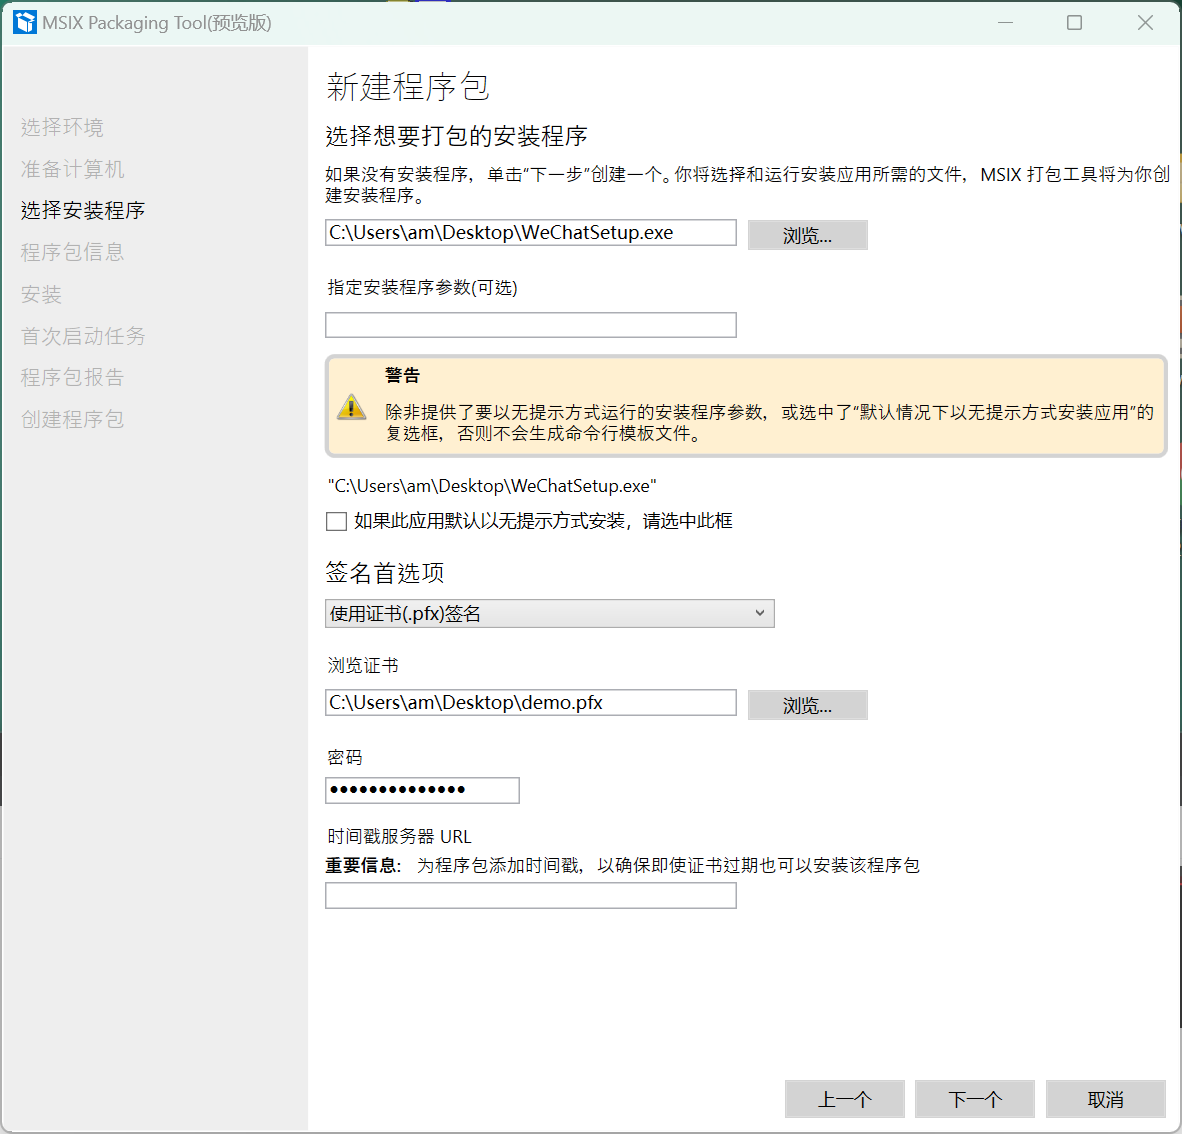 MSIX Packaging Tool(预览版)
选择环境
准备计算机
选择安装程序
程序包信息
安装
首次启动任务
程序包报告
创建程序包
新建程序包
选择想要打包的安装程序
如果没有安装程序，单击“下一步”创建一个。你将选择和运行安装应用所需的文件，MSIX 打包工具将为你创
建安装程序。
C:\Users\am\Desktop\WeChatSetup.exe
浏览...
指定安装程序参数(可选)
警告
除非提供了要以无提示方式运行的安装程序参数，或选中了“默认情况下以无提示方式安装应用”的
复选框，否则不会生成命令行模板文件。
"C:\Users\am\Desktop\WeChatSetup.exe"
如果此应用默认以无提示方式安装，请选中此框
签名首选项
使用证书(.pfx)签名
浏览证书
C:\Users\am\Desktop\demo.pfx
浏览...
密码
••••••••••••••
时间戳服务器 URL
重要信息： 为程序包添加时间戳，以确保即使证书过期也可以安装该程序包
上一个
下一个
取消